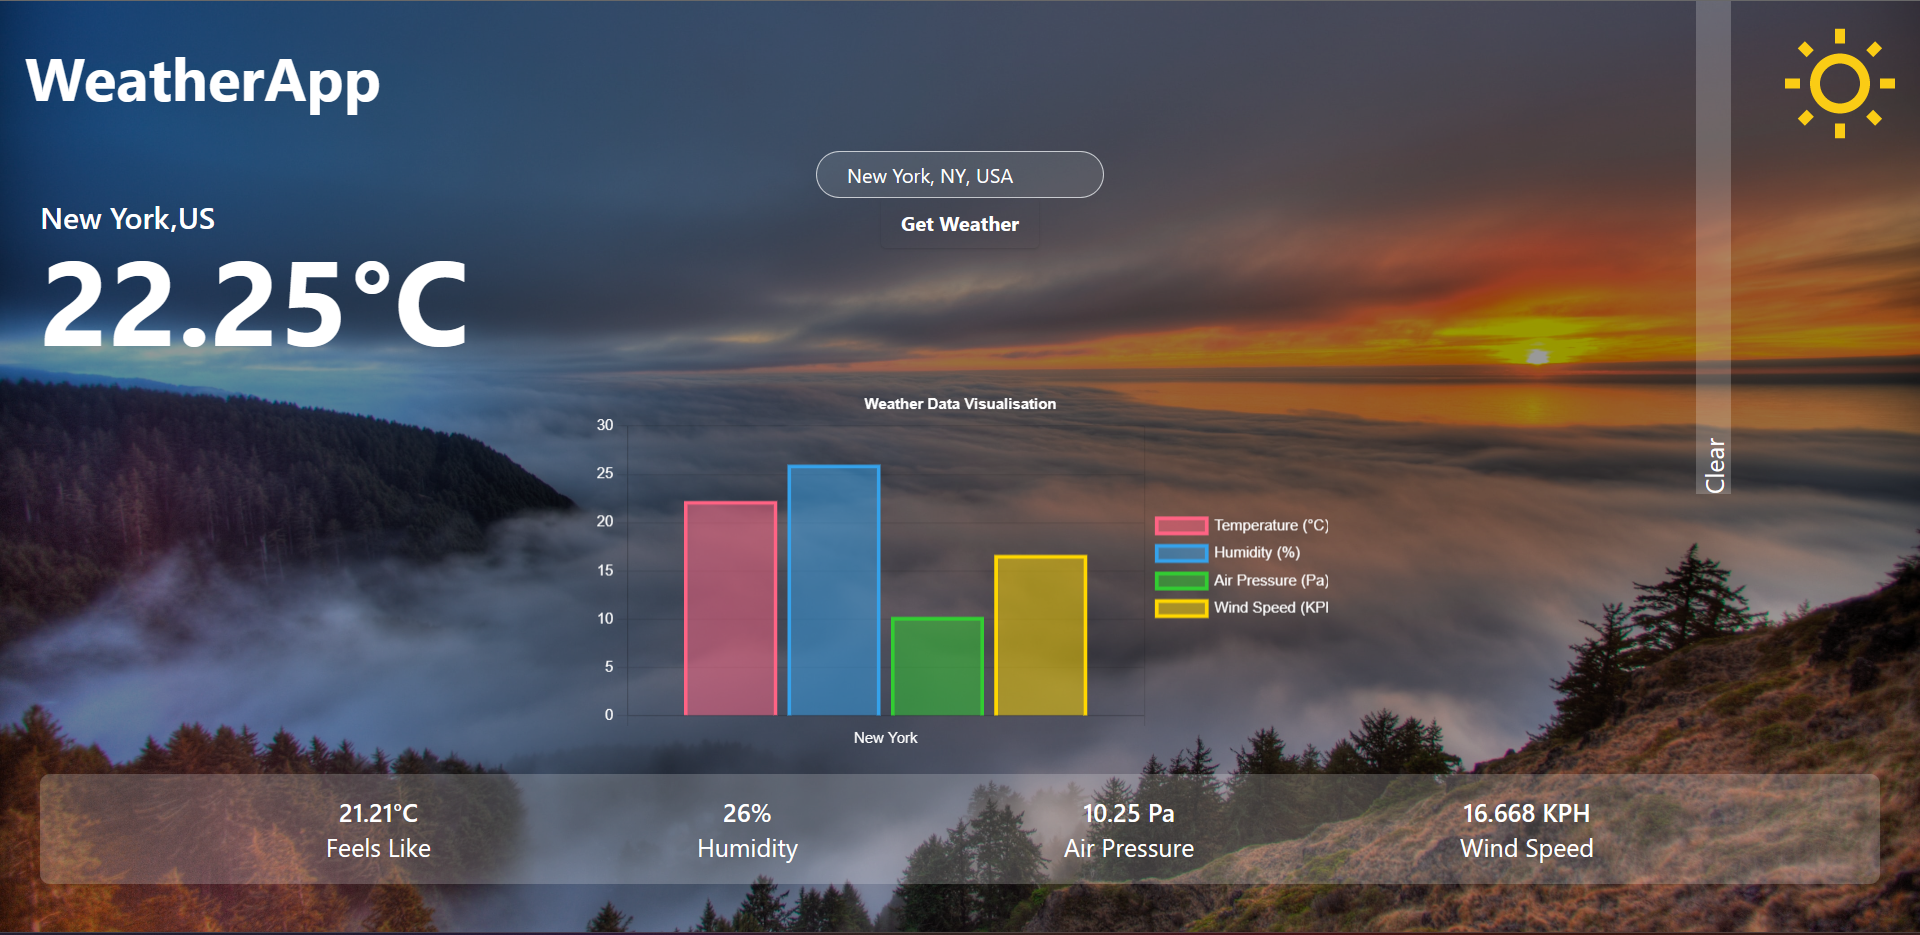 WeatherApp
New York, NY, USA
Get Weather
New York,US
22.25°C
Clear
Weather Data Visualisation
30
25
20
15
10
5
0
Temperature (°C)
Humidity (%)
Air Pressure (Pa)
Wind Speed (KPI
New York
21.21°C
Feels Like
26%
Humidity
10.25 Pa
Air Pressure
16.668 KPH
Wind Speed